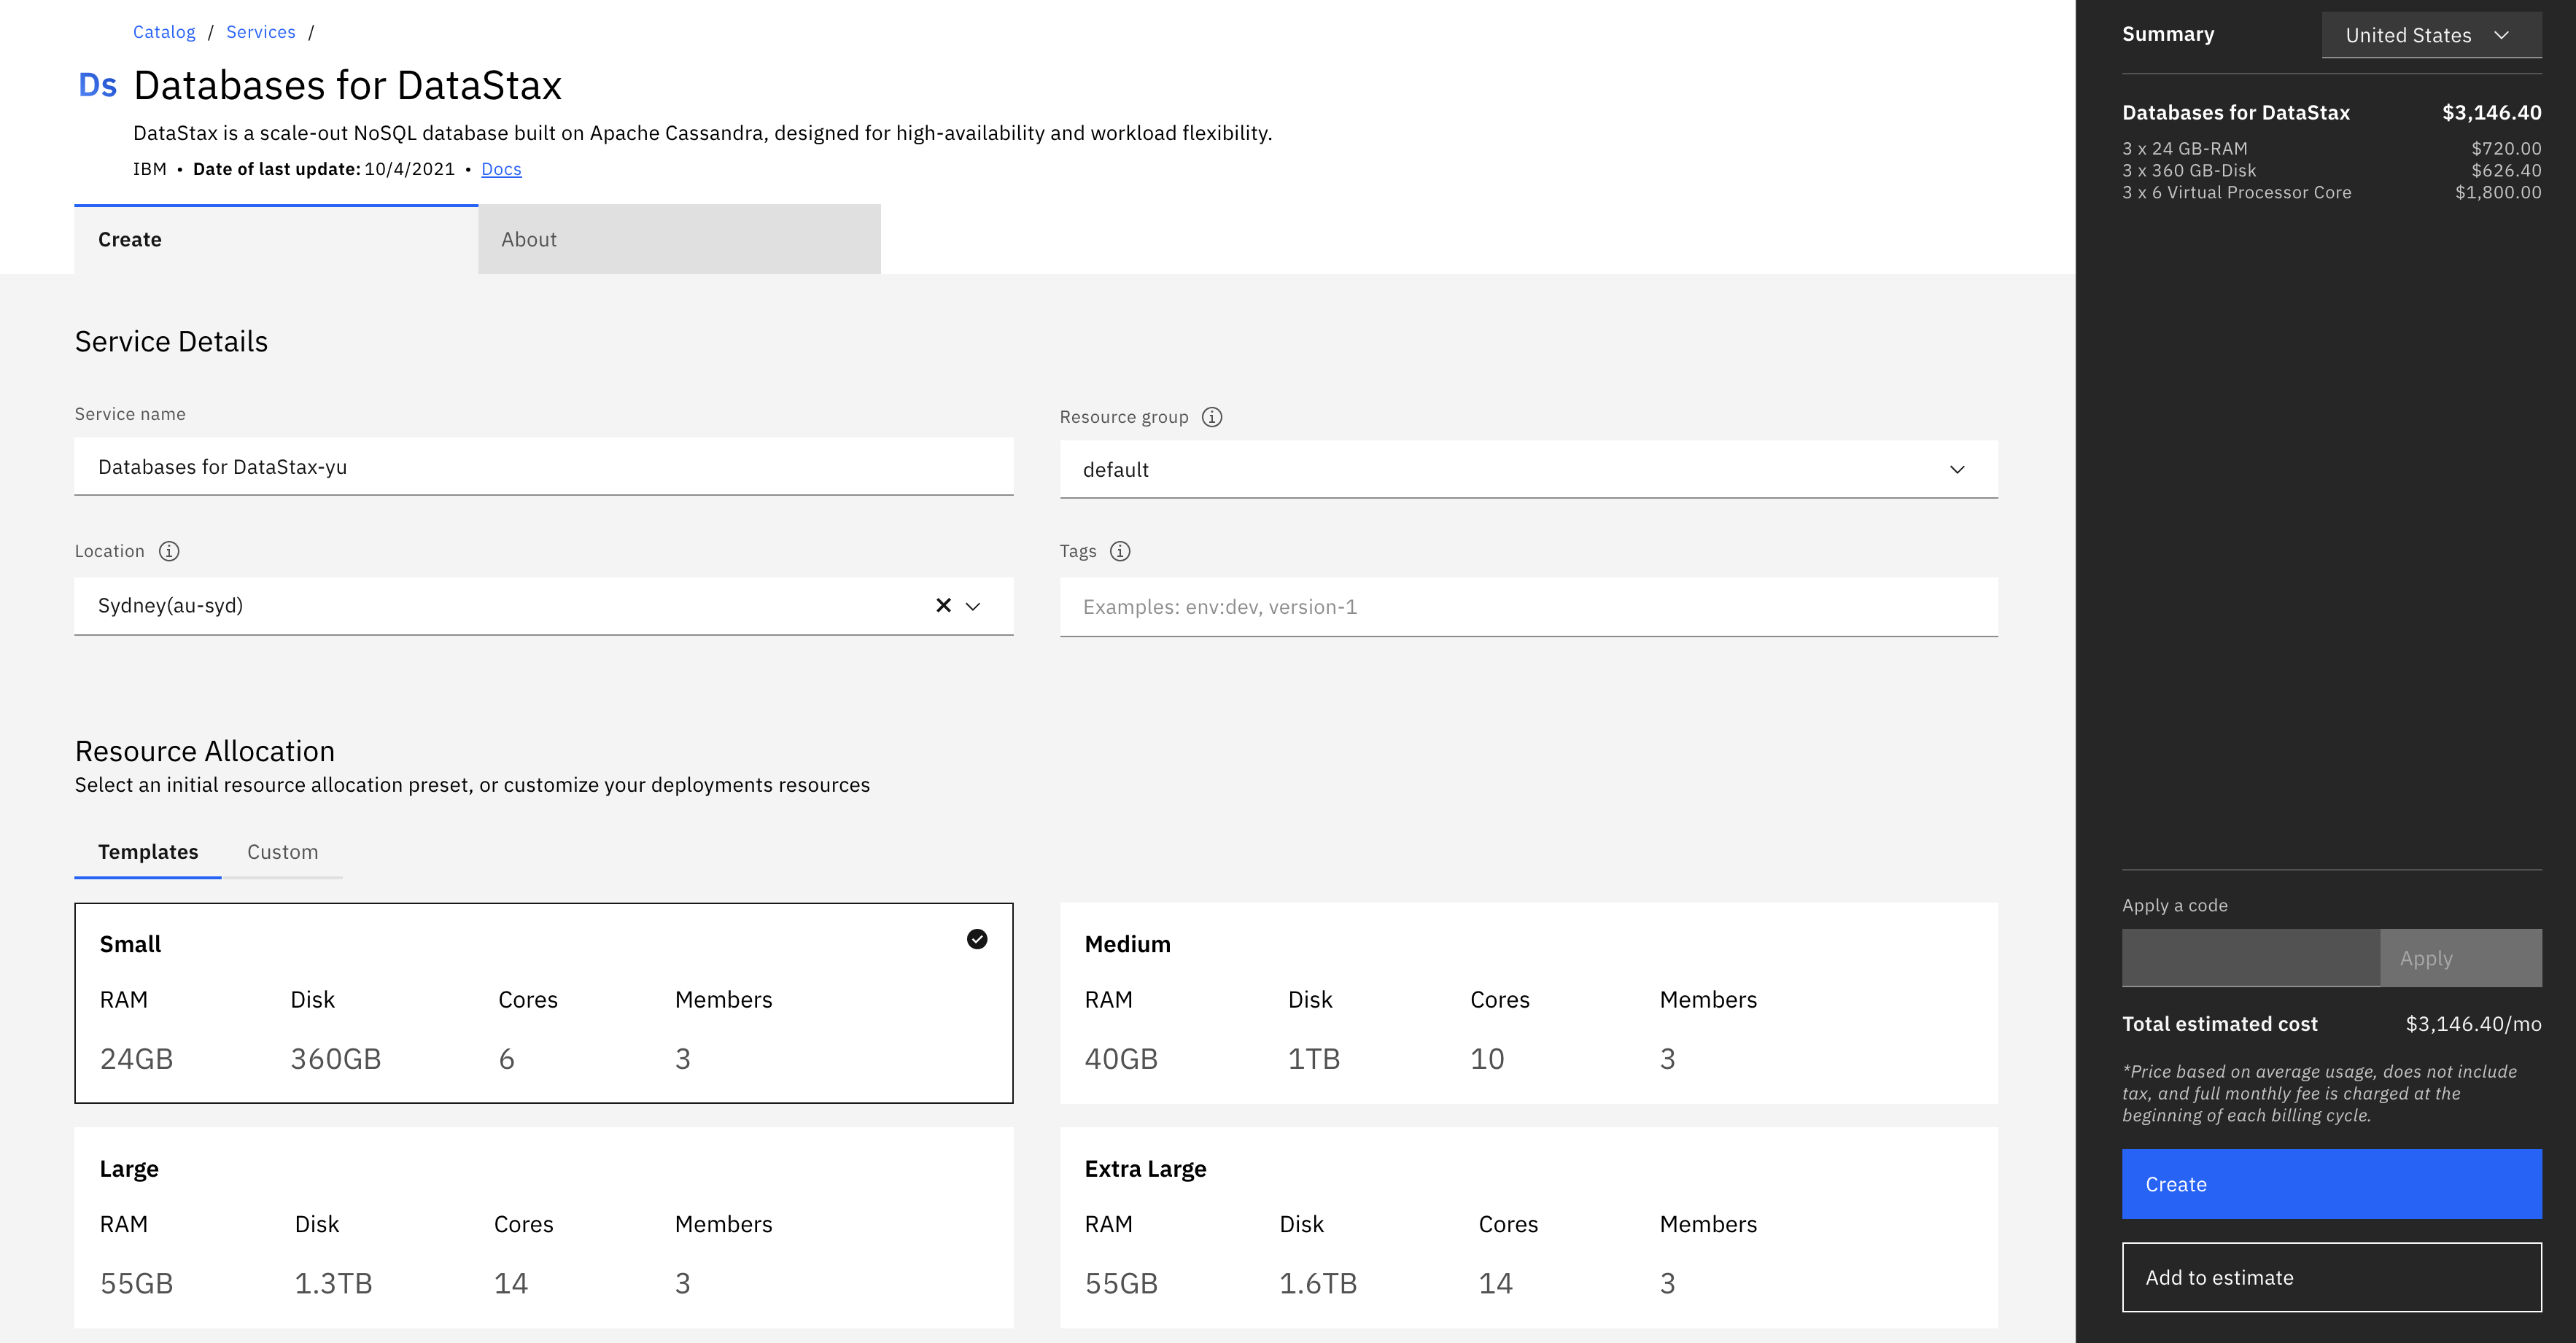 Catalog / Services /
Ds Databases for DataStax
DataStax is a scale-out NoSQL database built on Apache Cassandra, designed for high-availability and workload flexibility.
IBM • Date of last update: 10/4/2021 • Docs
Create About
Service Details
Service name
Databases for DataStax-yu
Resource group
default
Location
Sydney(au-syd)
Tags
Examples: env:dev, version-1
Resource Allocation
Select an initial resource allocation preset, or customize your deployments resources
Templates Custom
Small
RAM Disk Cores Members
24GB 360GB 6 3
Medium
RAM Disk Cores Members
40GB 1TB 10 3
Large
RAM Disk Cores Members
55GB 1.3TB 14 3
Extra Large
RAM Disk Cores Members
55GB 1.6TB 14 3
Summary United States
Databases for DataStax $3,146.40
3 x 24 GB-RAM $720.00
3 x 360 GB-Disk $626.40
3 x 6 Virtual Processor Core $1,800.00
Apply a code
Apply
Total estimated cost $3,146.40/mo
*Price based on average usage, does not include
tax, and full monthly fee is charged at the
beginning of each billing cycle.
Create
Add to estimate